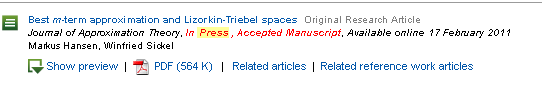 Best m-term approximation and Lizorkin-Triebel spaces Original Research Article
Journal of Approximation Theory, In Press, Accepted Manuscript, Available online 17 February 2011
Markus Hansen, Winfried Sickel
Show preview | PDF (564 K) | Related articles | Related reference work articles